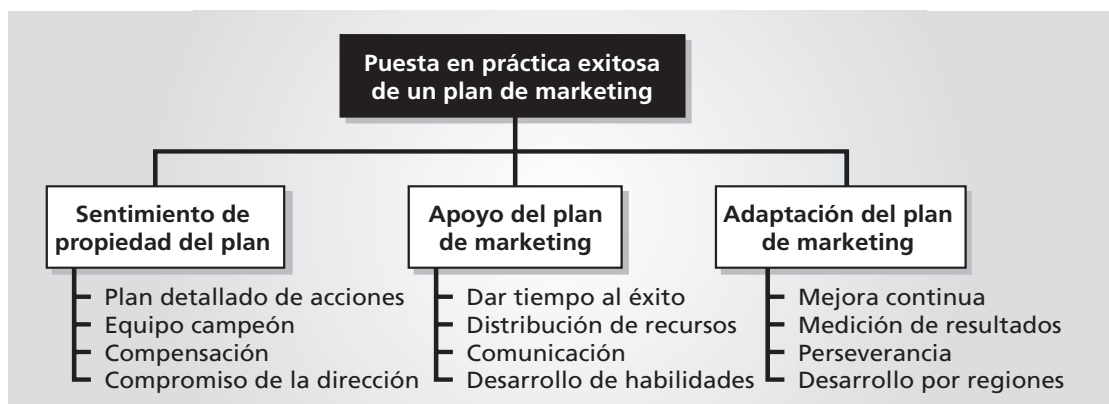 Puesta en práctica exitosa
de un plan de marketing
Sentimiento de
propiedad del plan
Plan detallado de acciones
Equipo campeón
Compensación
Compromiso de la dirección
Apoyo del plan
de marketing
Dar tiempo al éxito
Distribución de recursos
Comunicación
Desarrollo de habilidades
Adaptación del plan
de marketing
Mejora continua
Medición de resultados
Perseverancia
Desarrollo por regiones